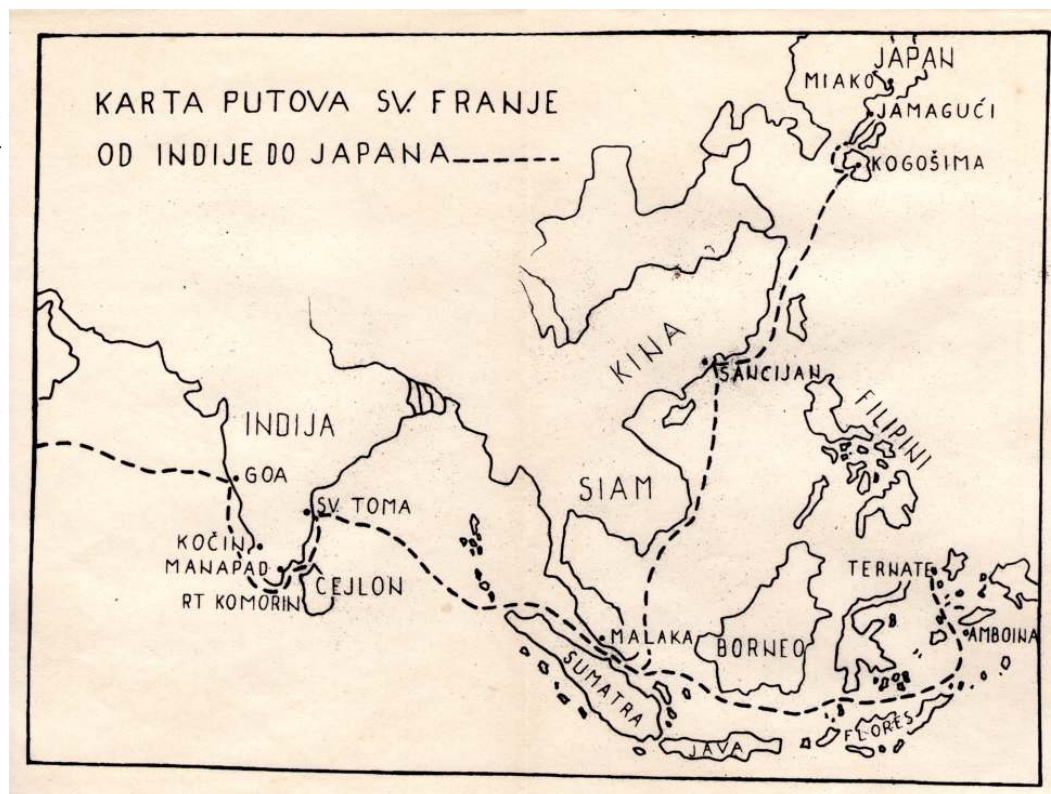 KARTA PUTOVA SV. FRANJE
OD INDIJE DO JAPANA
JAPAN
MIAKO
JAMAGUĆI
KOGOŠIMA
KINA
SANCIJAN
FILIPINI
INDIJA
GOA
SIAM
SV. TOMA
KOČIN
MANAPAD
CEJLON
RT KOMORIN
TERNATE
MALAKA
BORNEO
AMBOINA
SUMATRA
FLORES
JAVA